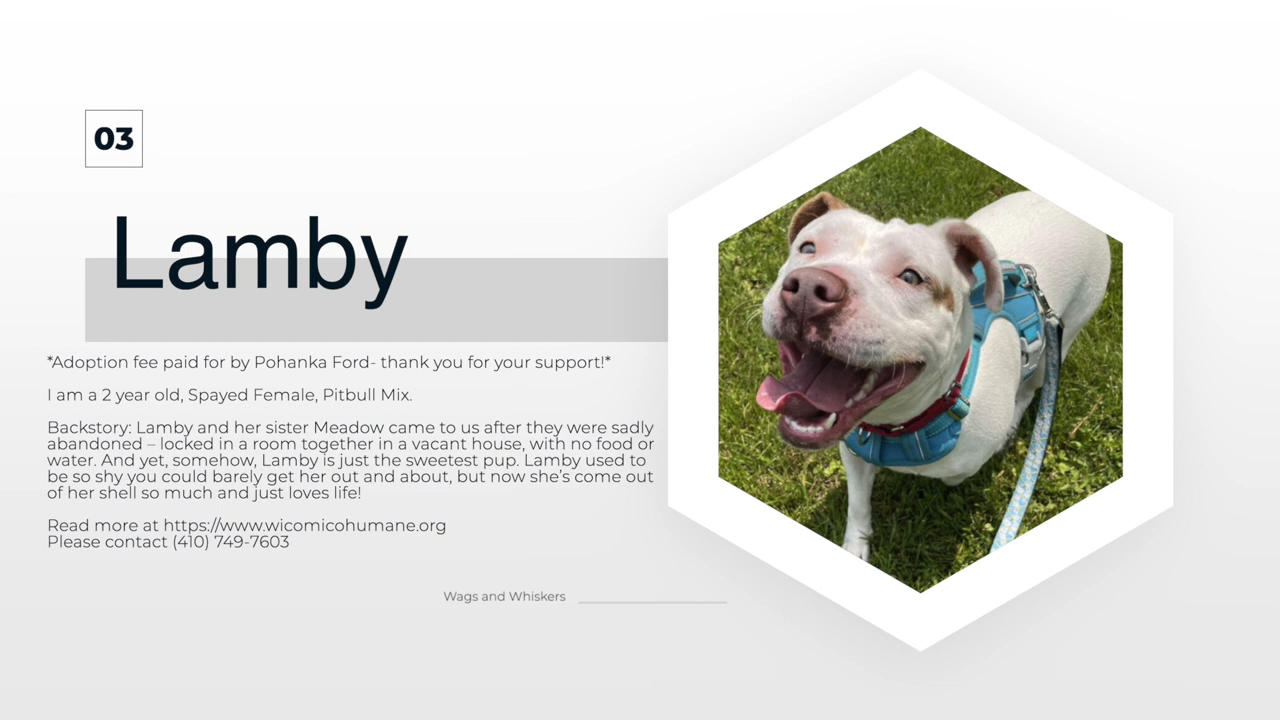 03
Lamby
*Adoption fee paid for by Pohanka Ford- thank you for your support!*
I am a 2 year old, Spayed Female, Pitbull Mix.
Backstory: Lamby and her sister Meadow came to us after they were sadly
abandoned – locked in a room together in a vacant house, with no food or
water. And yet, somehow, Lamby is just the sweetest pup. Lamby used to
be so shy you could barely get her out and about, but now she’s come out
of her shell so much and just loves life!
Read more at https://www.wicomicohumane.org
Please contact (410) 749-7603
Wags and Whiskers